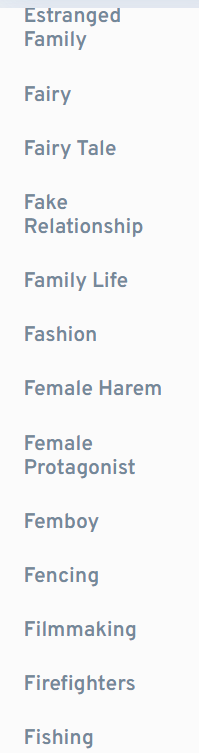 Estranged
Family
Fairy
Fairy Tale
Fake
Relationship
Family Life
Fashion
Female Harem
Female
Protagonist
Femboy
Fencing
Filmmaking
Firefighters
Fishing